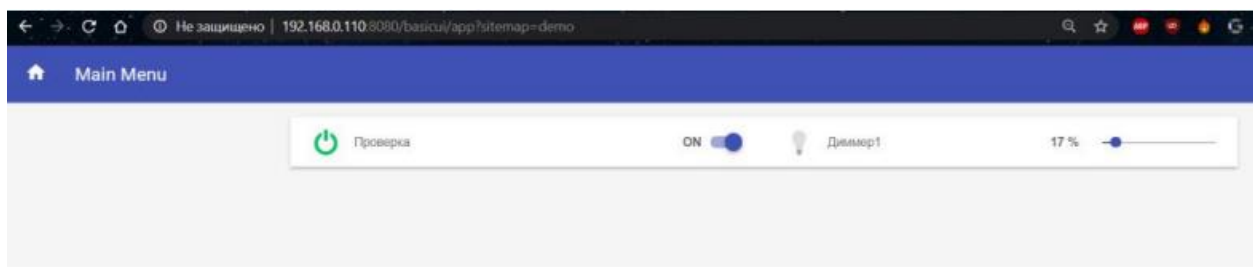 Не защищено | 192.168.0.110:8080/basicui/app?sitemap=demo
Main Menu
Проверка ON Диммер1 17 %